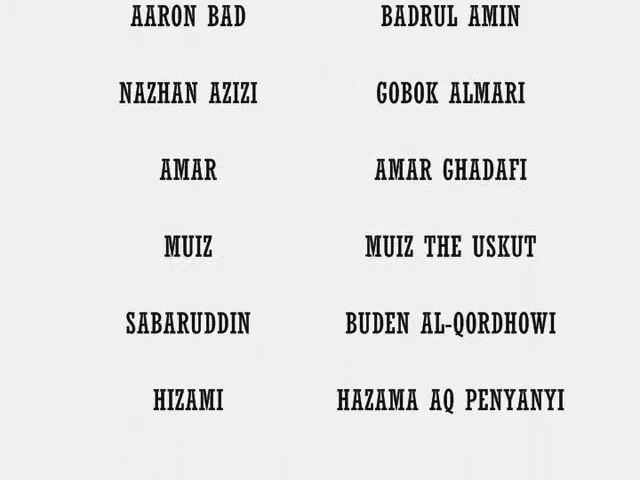 AARON BAD BADRUL AMIN
NAZHAN AZIZI GOBOK ALMARI
AMAR AMAR GHADAFI
MUIZ MUIZ THE USKUT
SABARUDDIN BUDEN AL-QORDHOWI
HIZAMI HAZAMA AQ PENYANYI